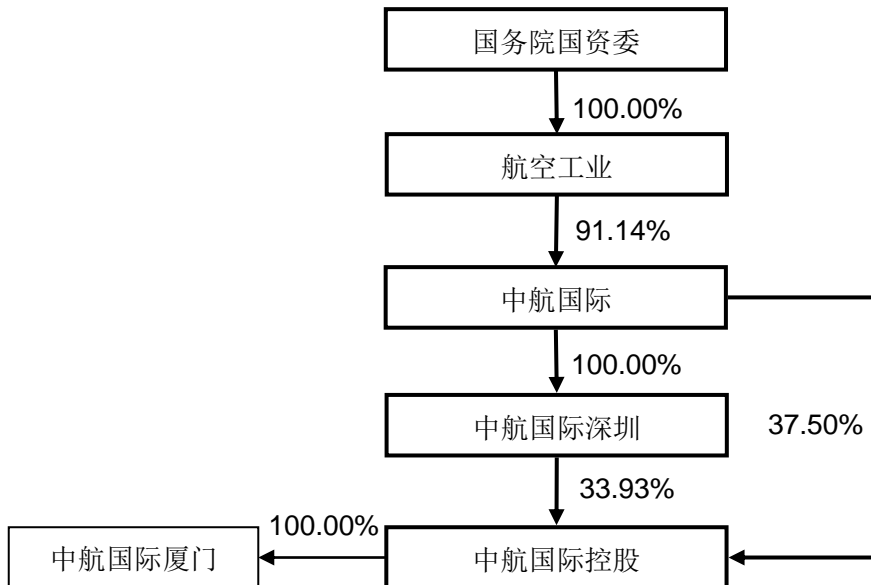 国务院国资委
100.00%
航空工业
91.14%
中航国际
100.00%
中航国际深圳
37.50%
33.93%
100.00%
中航国际厦门
中航国际控股